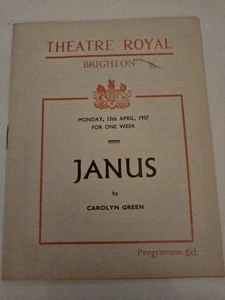 THEATRE ROYAL
BRIGHTON
MONDAY, 15th APRIL, 1957
FOR ONE WEEK
JANUS
by
CAROLYN GREEN
Programme 6d.